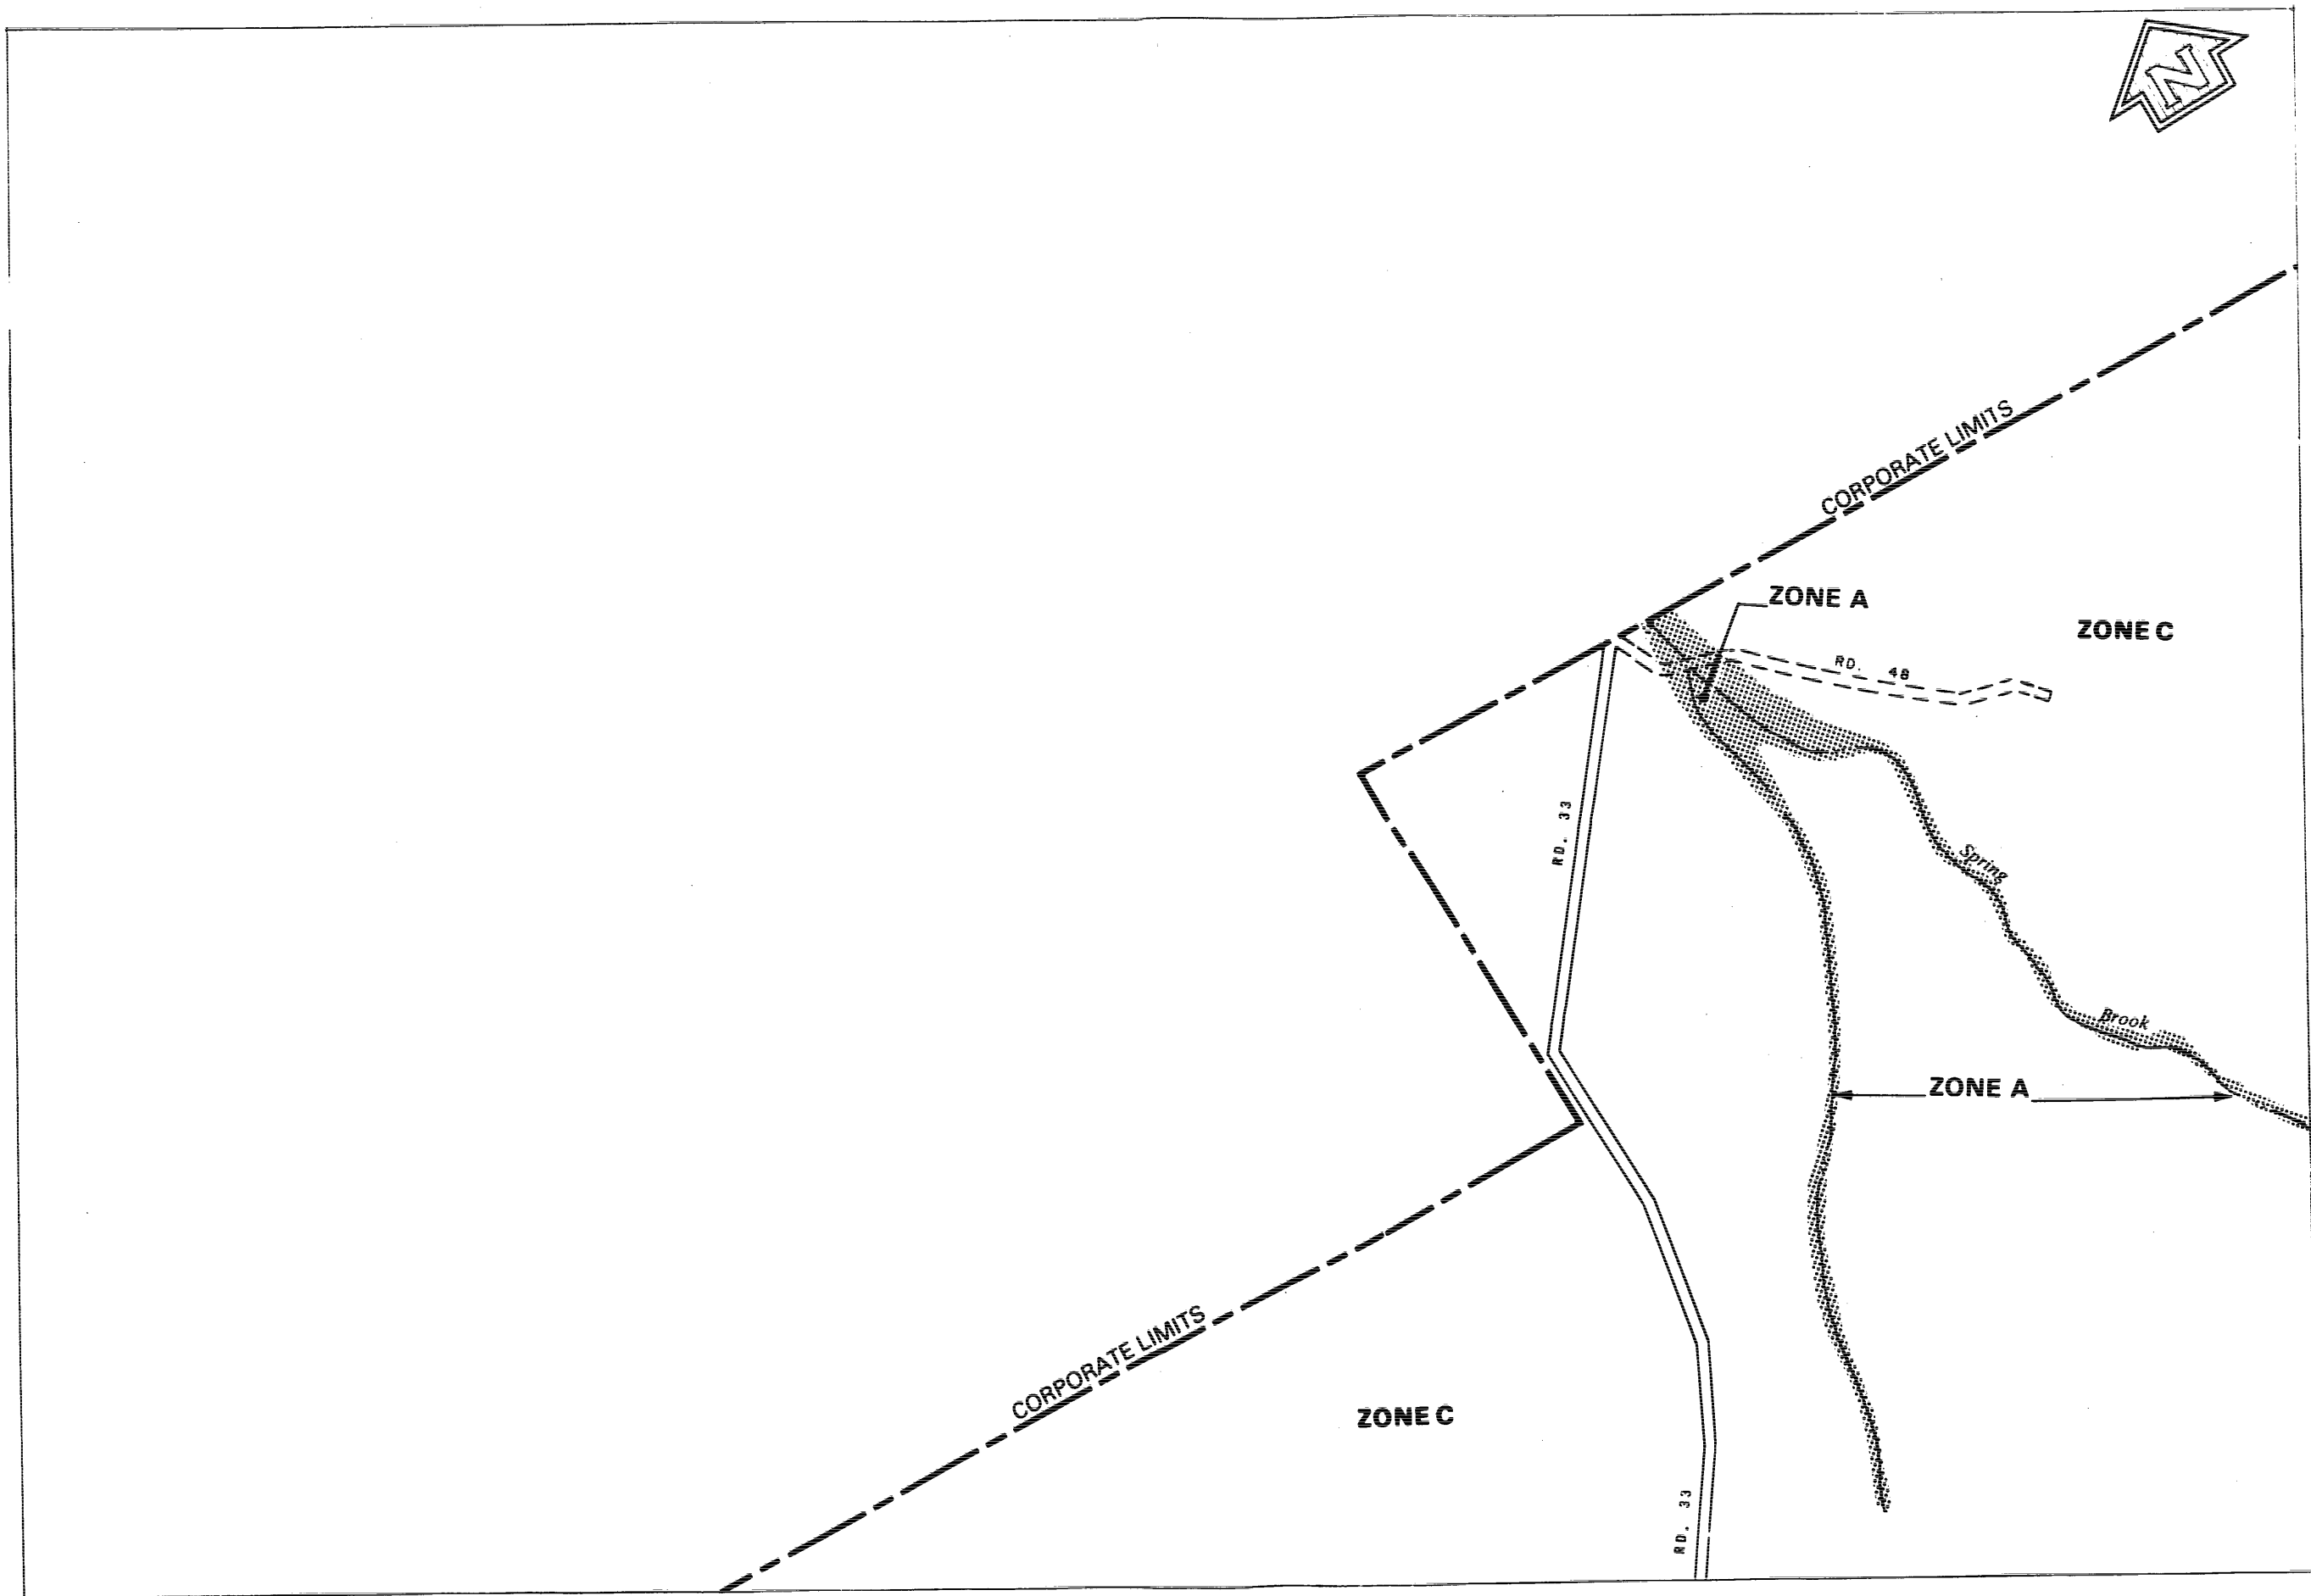 N
CORPORATE LIMITS
ZONE A
ZONE C
RD. 48
RD. 33
Spring
Brook
ZONE A
CORPORATE LIMITS
ZONE C
RD. 33